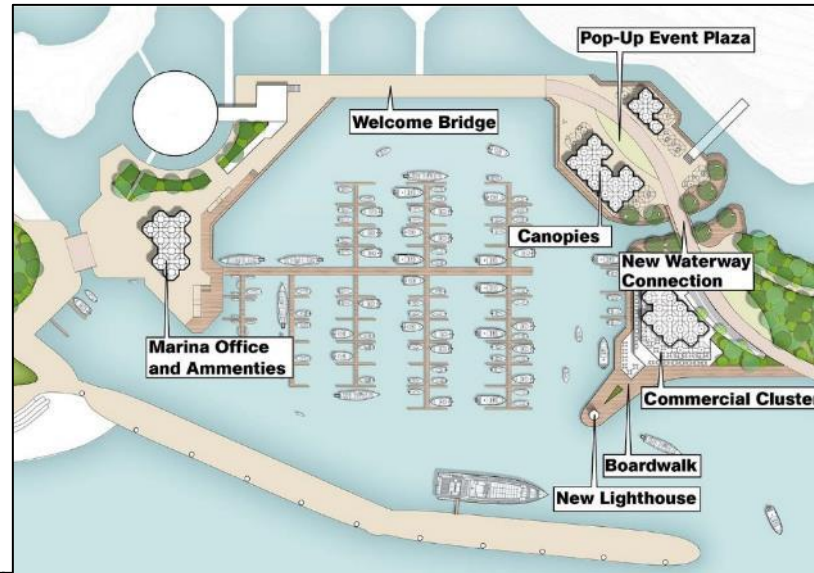 Pop-Up Event Plaza
Welcome Bridge
Canopies
New Waterway
Connection
Marina Office
and Ammenties
Commercial Cluster
Boardwalk
New Lighthouse